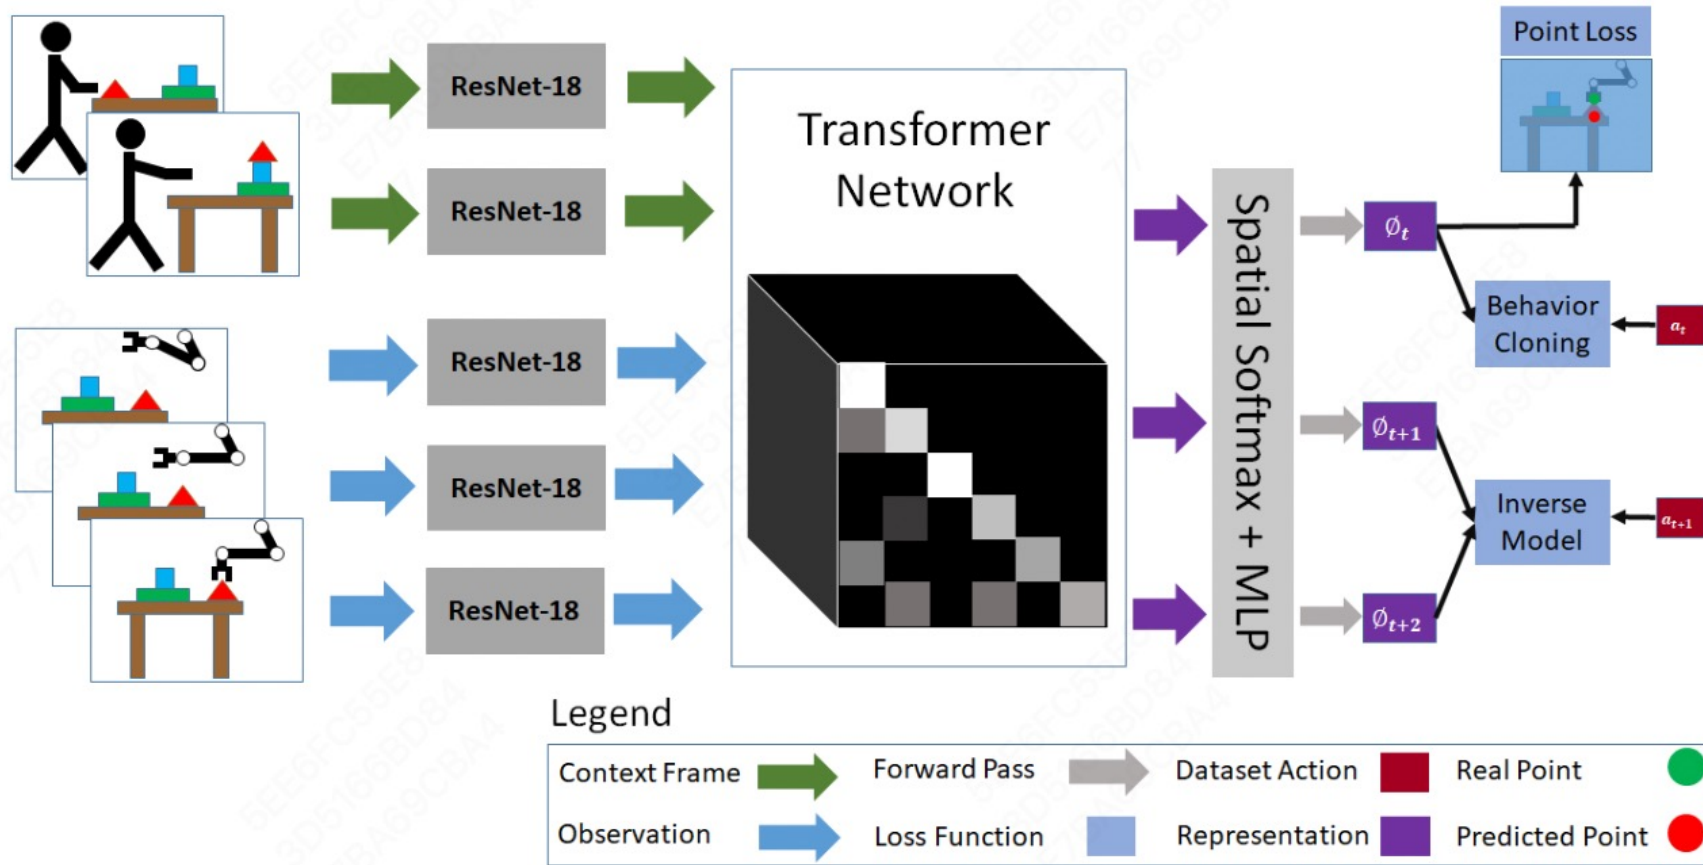 Point Loss
ResNet-18
Transformer
Network
ResNet-18
Spatial Softmax + MLP
∅t
Behavior
Cloning
at
ResNet-18
∅t+1
ResNet-18
Inverse
Model
at+1
ResNet-18
∅t+2
Legend
Context Frame
Forward Pass
Dataset Action
Real Point
Observation
Loss Function
Representation
Predicted Point